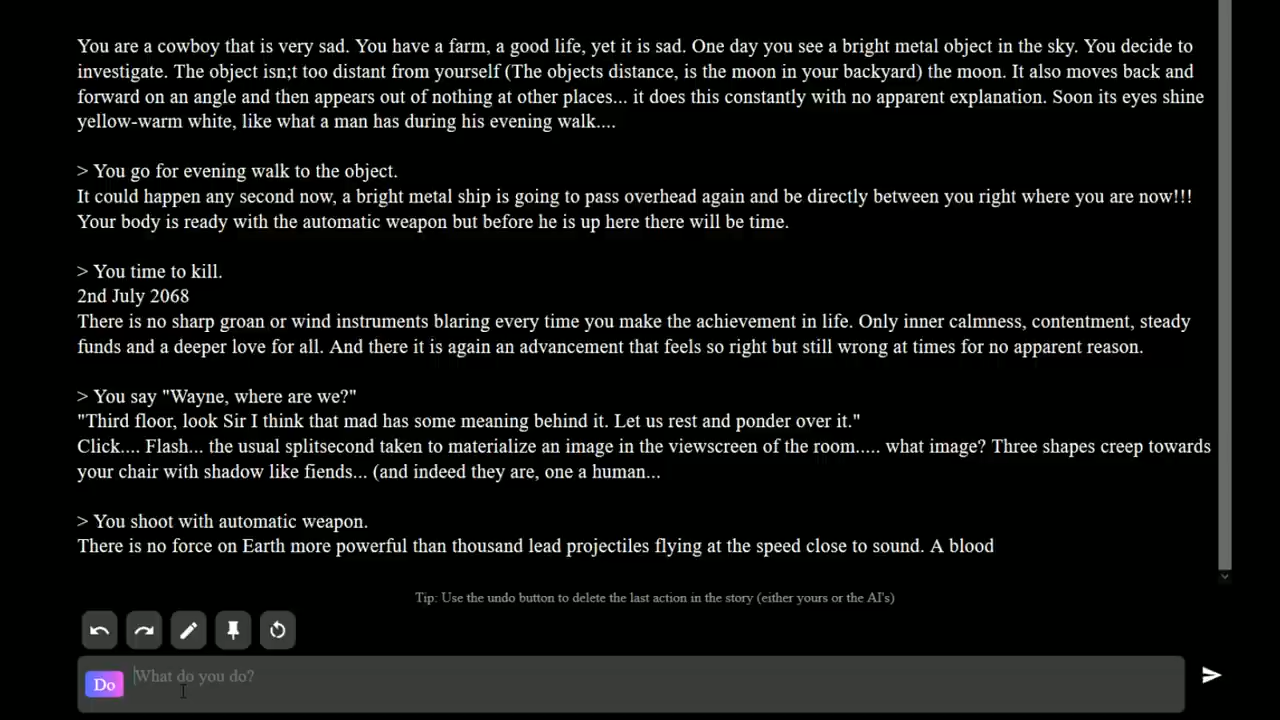 You are a cowboy that is very sad. You have a farm, a good life, yet it is sad. One day you see a bright metal object in the sky. You decide to
investigate. The object isn;t too distant from yourself (The objects distance, is the moon in your backyard) the moon. It also moves back and
forward on an angle and then appears out of nothing at other places... it does this constantly with no apparent explanation. Soon its eyes shine
yellow-warm white, like what a man has during his evening walk....
> You go for evening walk to the object.
It could happen any second now, a bright metal ship is going to pass overhead again and be directly between you right where you are now!!!
Your body is ready with the automatic weapon but before he is up here there will be time.
> You time to kill.
2nd July 2068
There is no sharp groan or wind instruments blaring every time you make the achievement in life. Only inner calmness, contentment, steady
funds and a deeper love for all. And there it is again an advancement that feels so right but still wrong at times for no apparent reason.
> You say "Wayne, where are we?"
"Third floor, look Sir I think that mad has some meaning behind it. Let us rest and ponder over it."
Click.... Flash... the usual splitsecond taken to materialize an image in the viewscreen of the room..... what image? Three shapes creep towards
your chair with shadow like fiends... (and indeed they are, one a human...
> You shoot with automatic weapon.
There is no force on Earth more powerful than thousand lead projectiles flying at the speed close to sound. A blood
Tip: Use the undo button to delete the last action in the story (either yours or the AI's)
Do What do you do?